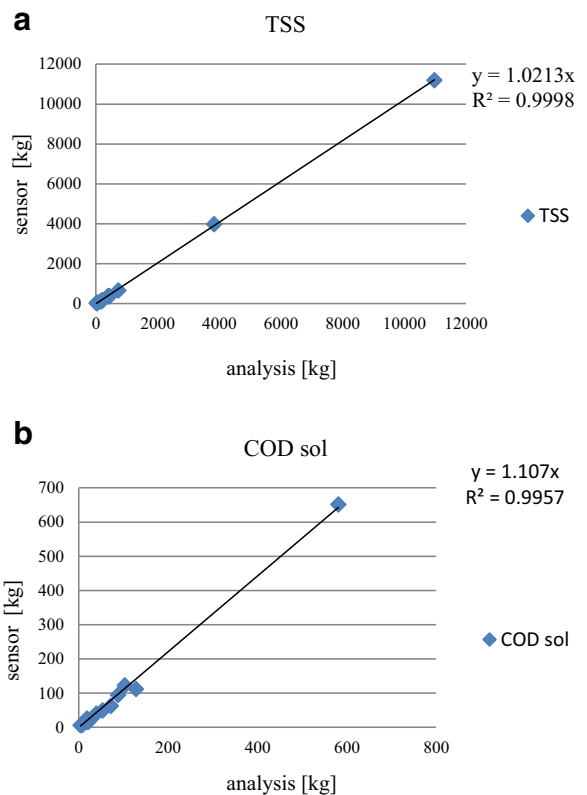 a
TSS
12000
10000
8000
6000
4000
2000
0
sensor [kg]
0 2000 4000 6000 8000 10000 12000
analysis [kg]
y = 1.0213x
R² = 0.9998
TSS
b
COD sol
700
600
500
400
300
200
100
0
sensor [kg]
0 200 400 600 800
analysis [kg]
y = 1.107x
R² = 0.9957
COD sol